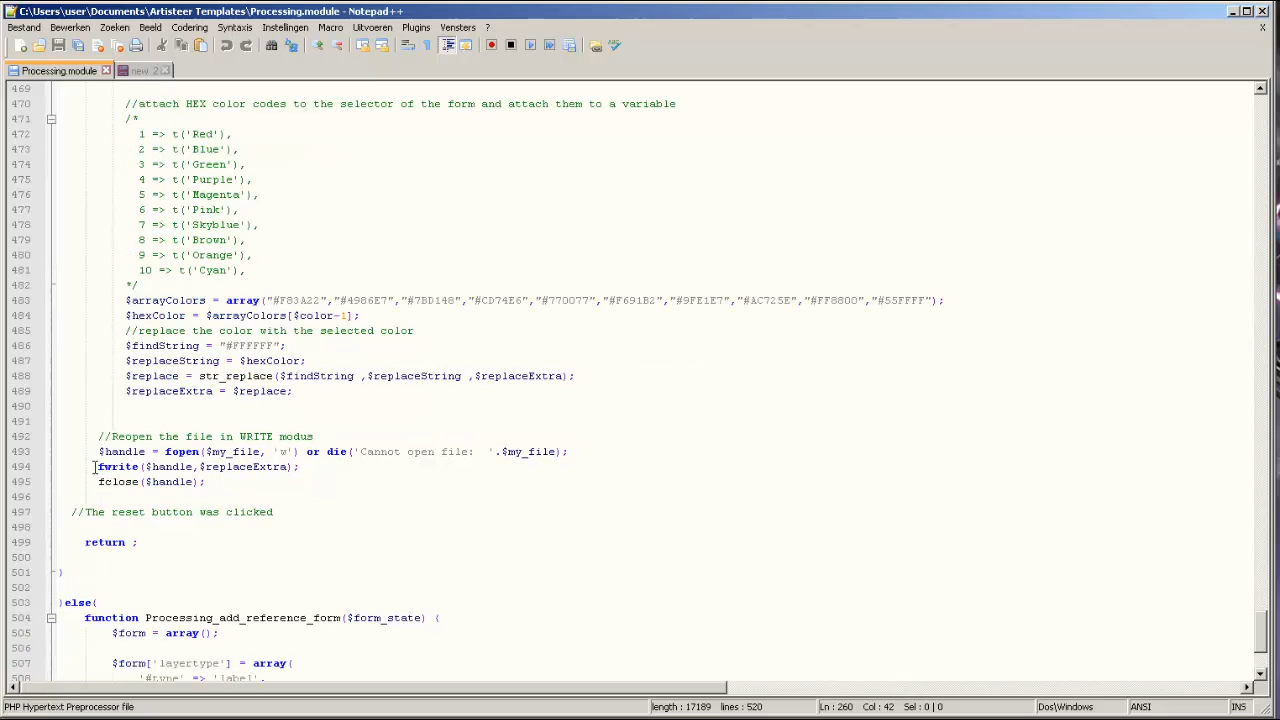 C:\Users\user\Documents\Artisteer Templates\Processing.module - Notepad++
Bestand Bewerken Zoeken Beeld Codering Syntaxis Instellingen Macro Uitvoeren Plugins Vensters X
Processing.module new 2
469
470 //attach HEX color codes to the selector of the form and attach them to a variable
471 /*
472 1 => t('Red'),
473 2 => t('Blue'),
474 3 => t('Green'),
475 4 => t('Purple'),
476 5 => t('Magenta'),
477 6 => t('Pink'),
478 7 => t('Skyblue'),
479 8 => t('Brown'),
480 9 => t('Orange'),
481 10 => t('Cyan'),
482 */
483 $arrayColors = array("#F83A22","#4986E7","#7BD148","#CD74E6","#770077","#F691B2","#9FE1E7","#AC725E","#FF8800","#55FFFF");
484 $hexColor = $arrayColors[$color-1];
485 //replace the color with the selected color
486 $findString = "#FFFFFF";
487 $replaceString = $hexColor;
488 $replace = str_replace($findString ,$replaceString ,$replaceExtra);
489 $replaceExtra = $replace;
490
491
492 //Reopen the file in WRITE modus
493 $handle = fopen($my_file, 'w') or die('Cannot open file:  '.$my_file);
494 fwrite($handle,$replaceExtra);
495 fclose($handle);
496
497 //The reset button was clicked
498
499 return ;
500
501 }
502
503 }else{
504 function Processing_add_reference_form($form_state) {
505 $form = array();
506
507 $form['layertype'] = array(
508 '#type' => 'label',
PHP Hypertext Preprocessor file length : 17189 lines : 520 Ln : 260 Col : 42 Sel : 0 | 0 Dos\Windows ANSI INS